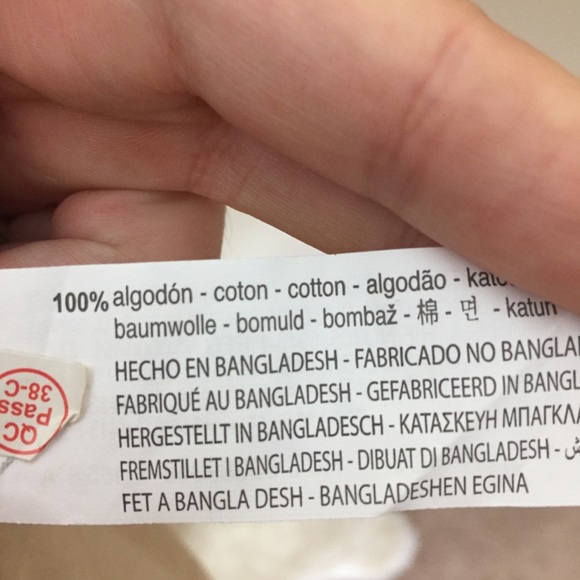 100% algodón - coton - cotton - algodão -
baumwolle - bomuld - bombaž - 棉 - 면 - katun
HECHO EN BANGLADESH - FABRICADO NO
FABRIQUÉ AU BANGLADESH - GEFABRICEERD IN
HERGESTELLT IN BANGLADESCH - ΚΑΤΑΣΚΕΥΗ
FREMSTILLET I BANGLADESH - DIBUAT DI BANGLADESH -
FET A BANGLA DESH - BANGLADESHEN EGINA
QC
Pass
38-C